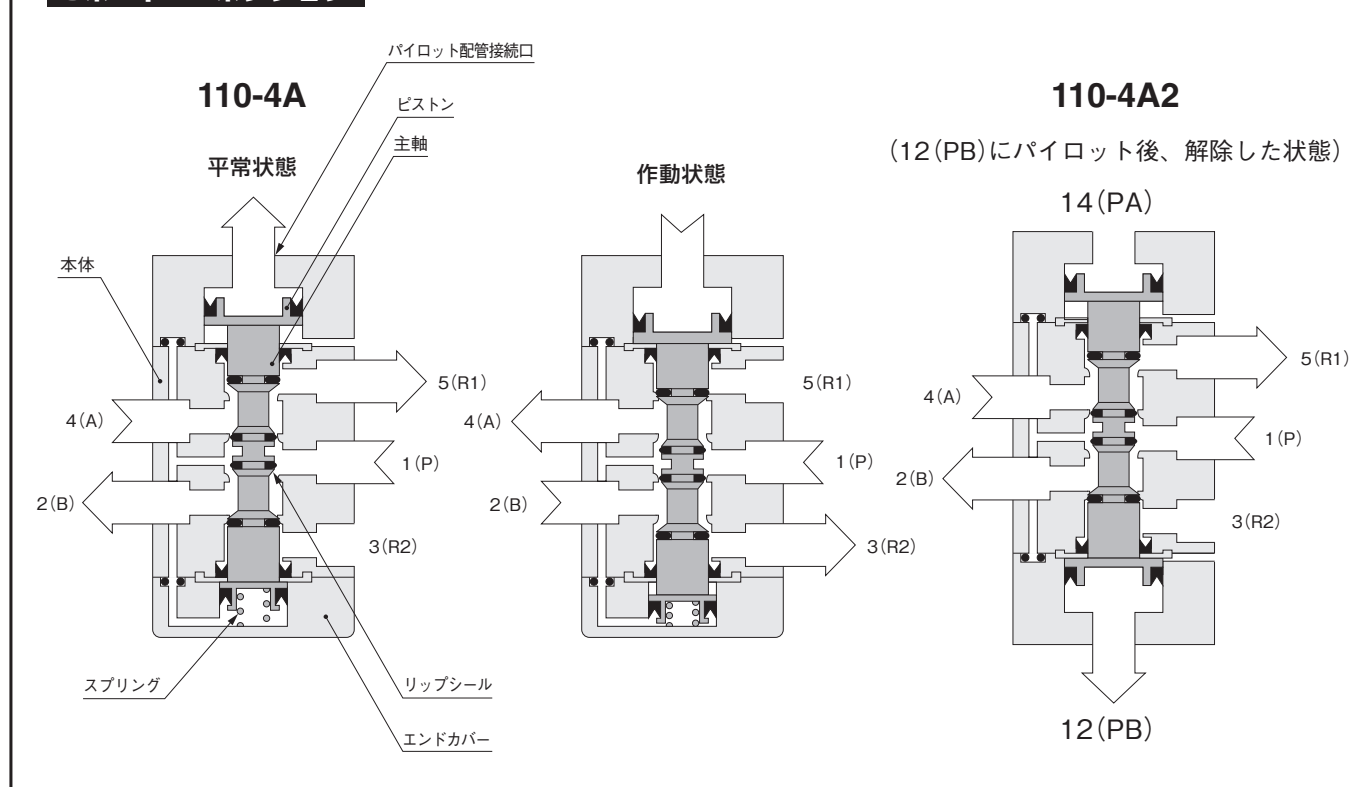 パイロット配管接続口
110-4A
ピストン
主軸
平常状態
本体
5(R1)
4(A)
1(P)
2(B)
3(R2)
スプリング
リップシール
エンドカバー
作動状態
5(R1)
4(A)
1(P)
2(B)
3(R2)
110-4A2
(12(PB)にパイロット後、解除した状態)
14(PA)
5(R1)
4(A)
1(P)
2(B)
3(R2)
12(PB)